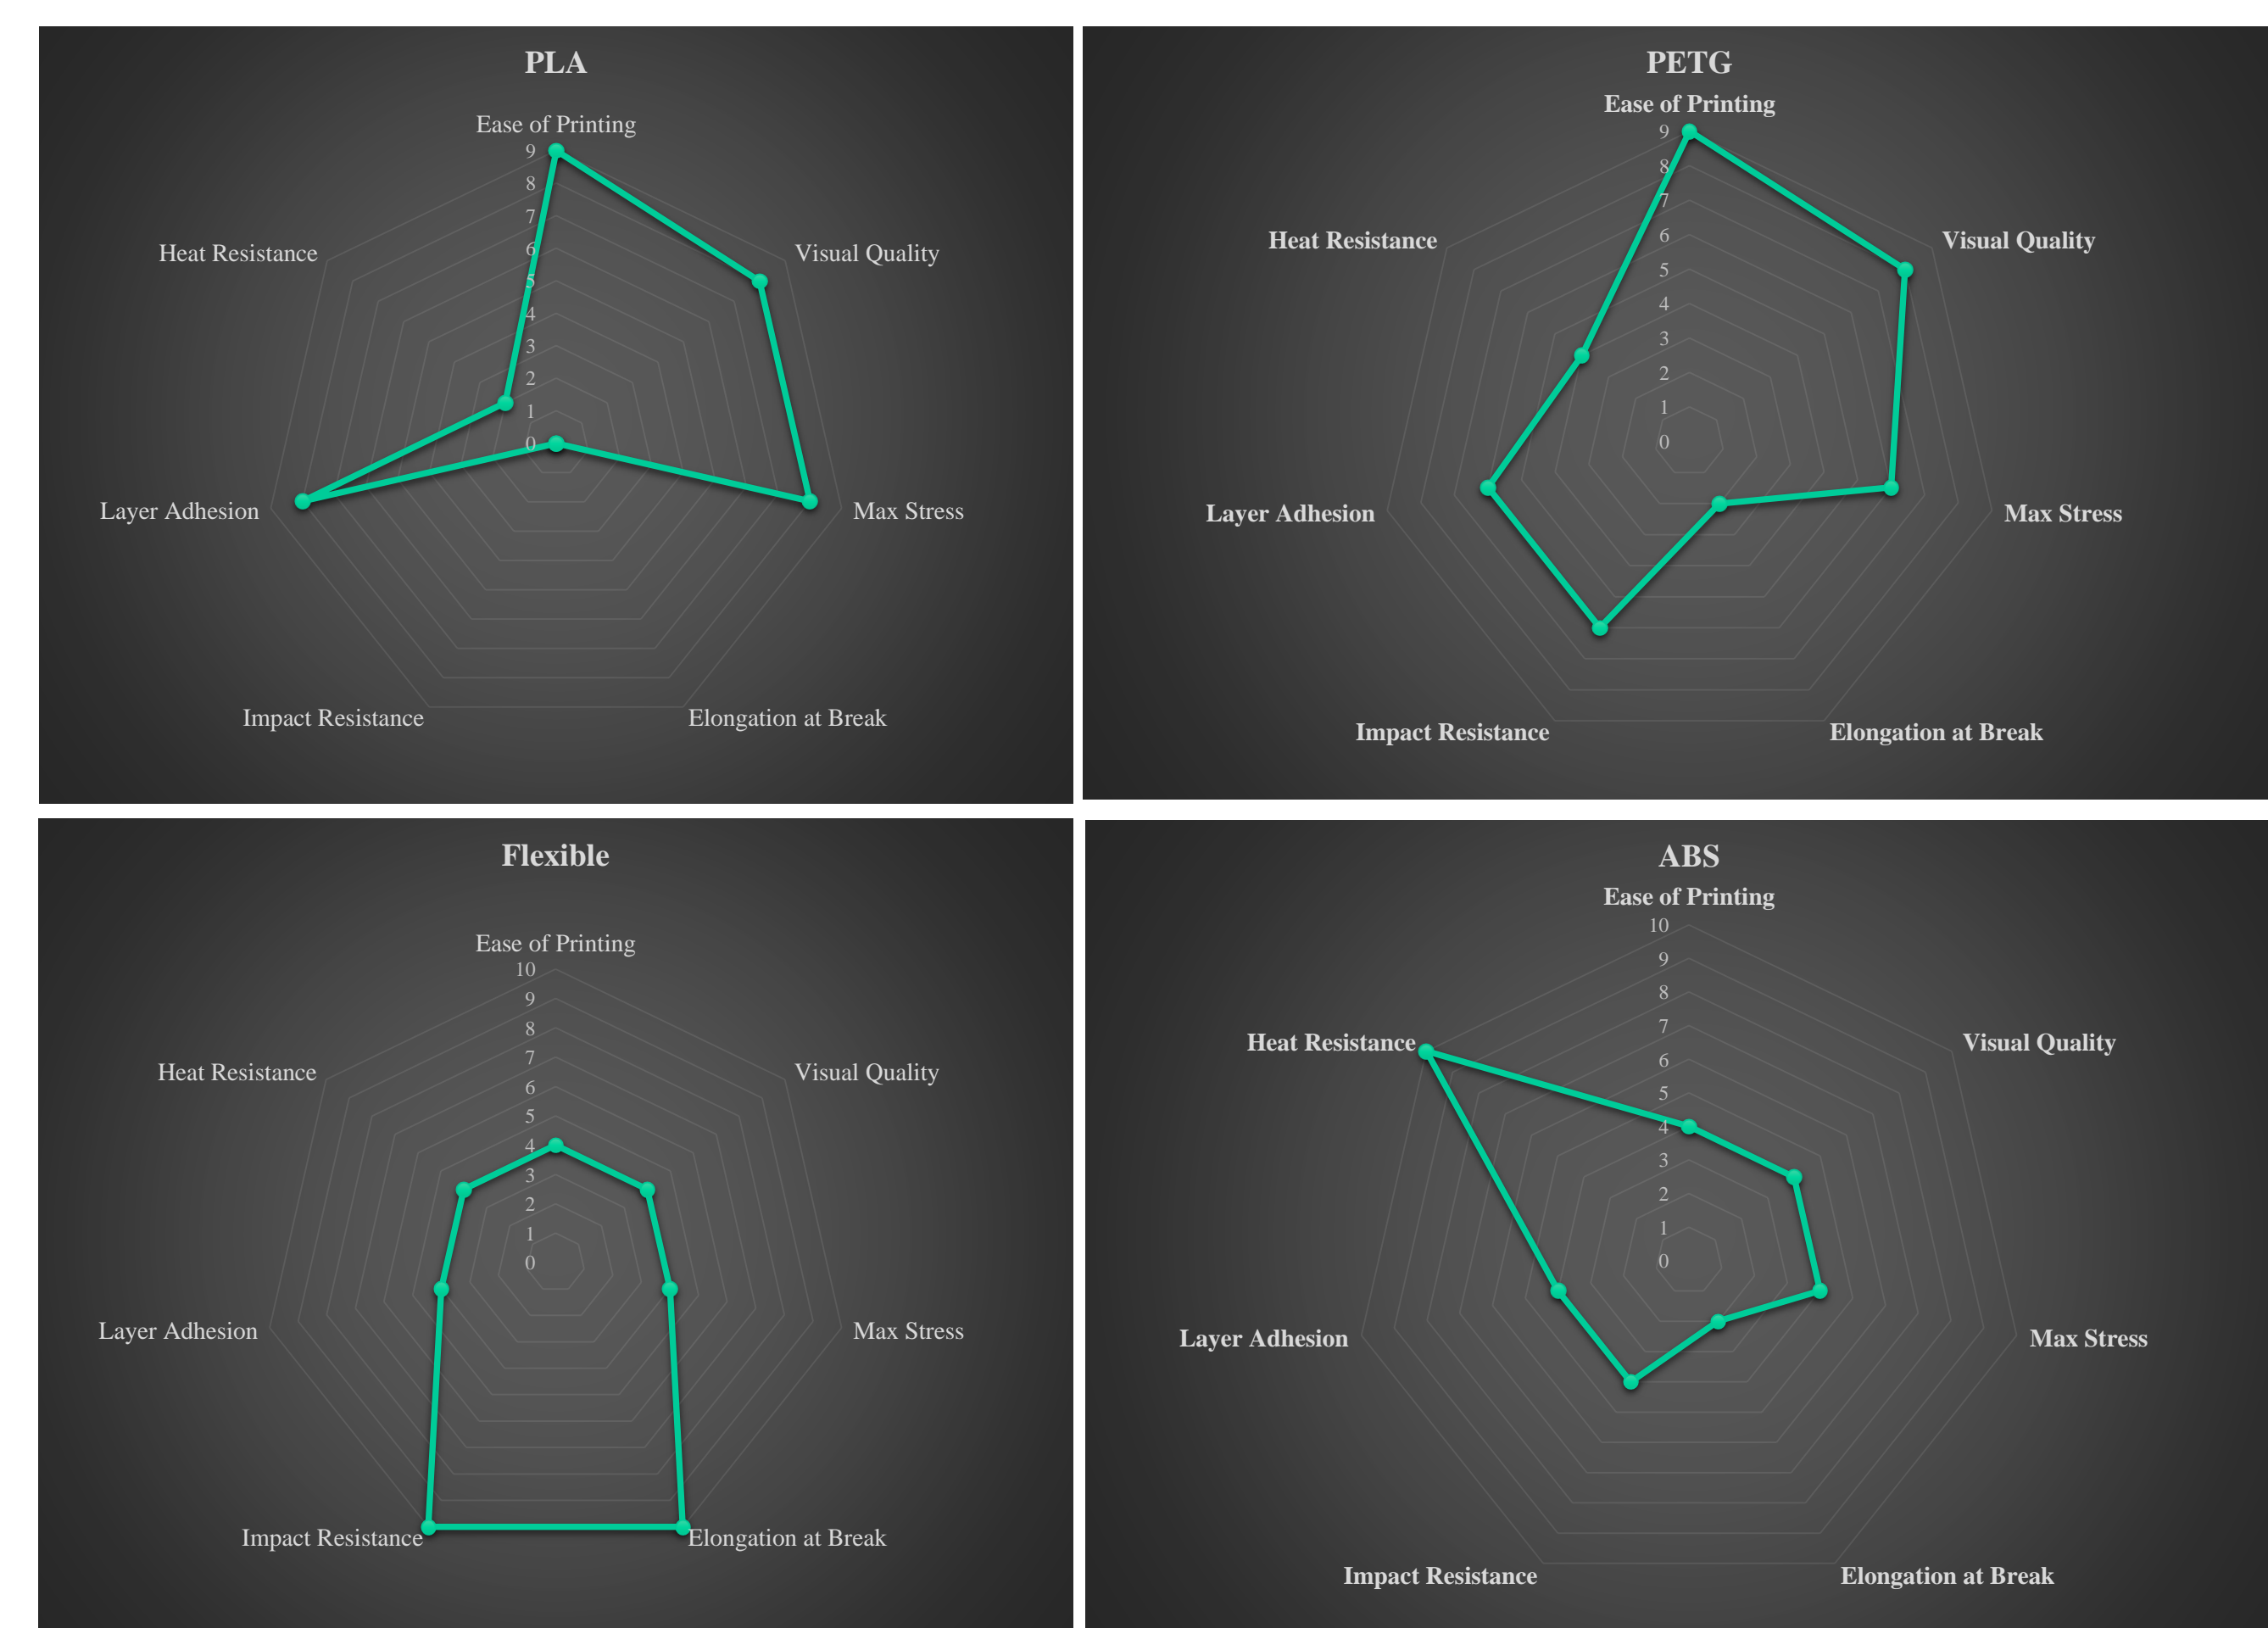 PLA
Ease of Printing
9
8
7
6
5
4
3
2
1
0
Heat Resistance
Visual Quality
Layer Adhesion
Max Stress
Impact Resistance
Elongation at Break
PETG
Ease of Printing
9
8
7
6
5
4
3
2
1
0
Heat Resistance
Visual Quality
Layer Adhesion
Max Stress
Impact Resistance
Elongation at Break
Flexible
Ease of Printing
10
9
8
7
6
5
4
3
2
1
0
Heat Resistance
Visual Quality
Layer Adhesion
Max Stress
Impact Resistance
Elongation at Break
ABS
Ease of Printing
10
9
8
7
6
5
4
3
2
1
0
Heat Resistance
Visual Quality
Layer Adhesion
Max Stress
Impact Resistance
Elongation at Break